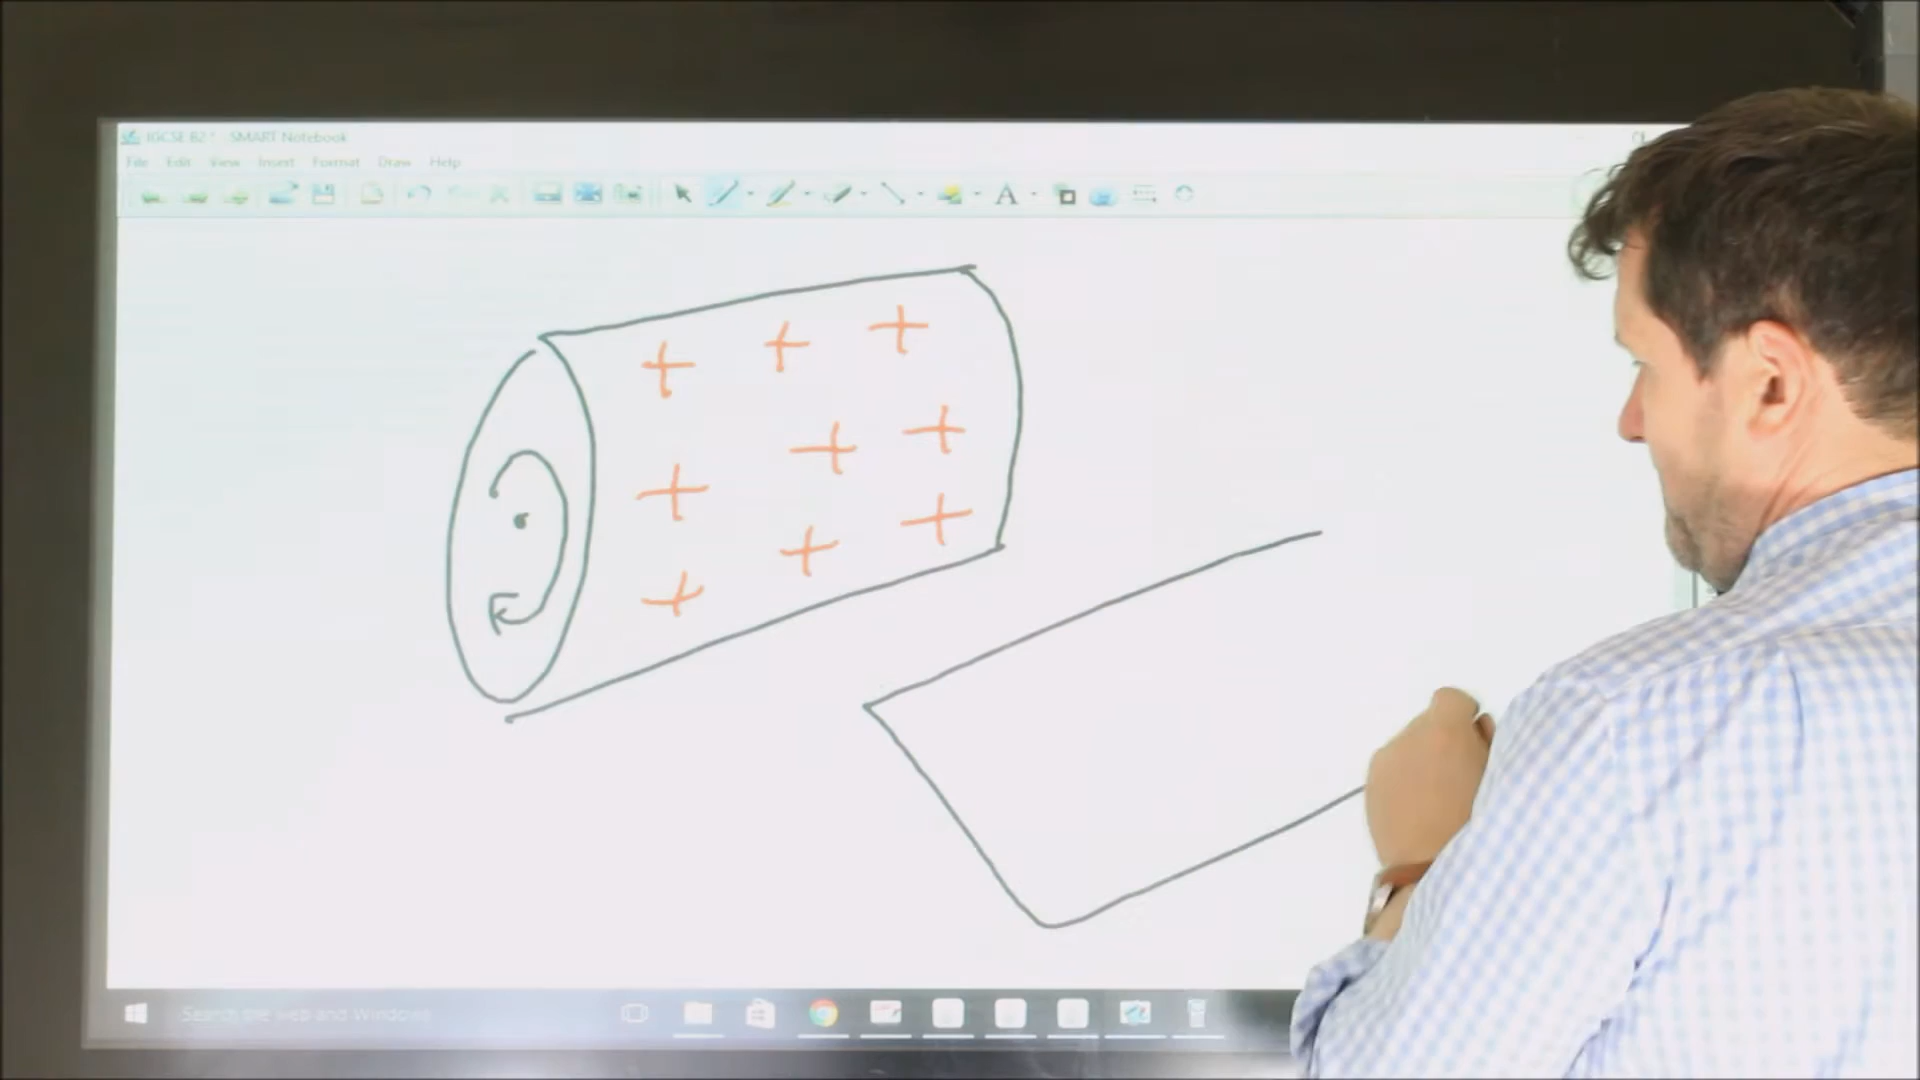 IGCSE B2 * - SMART Notebook
File Edit View Insert Format Draw Help
A
+ + +
+ + +
+ + +
Search the web and Windows